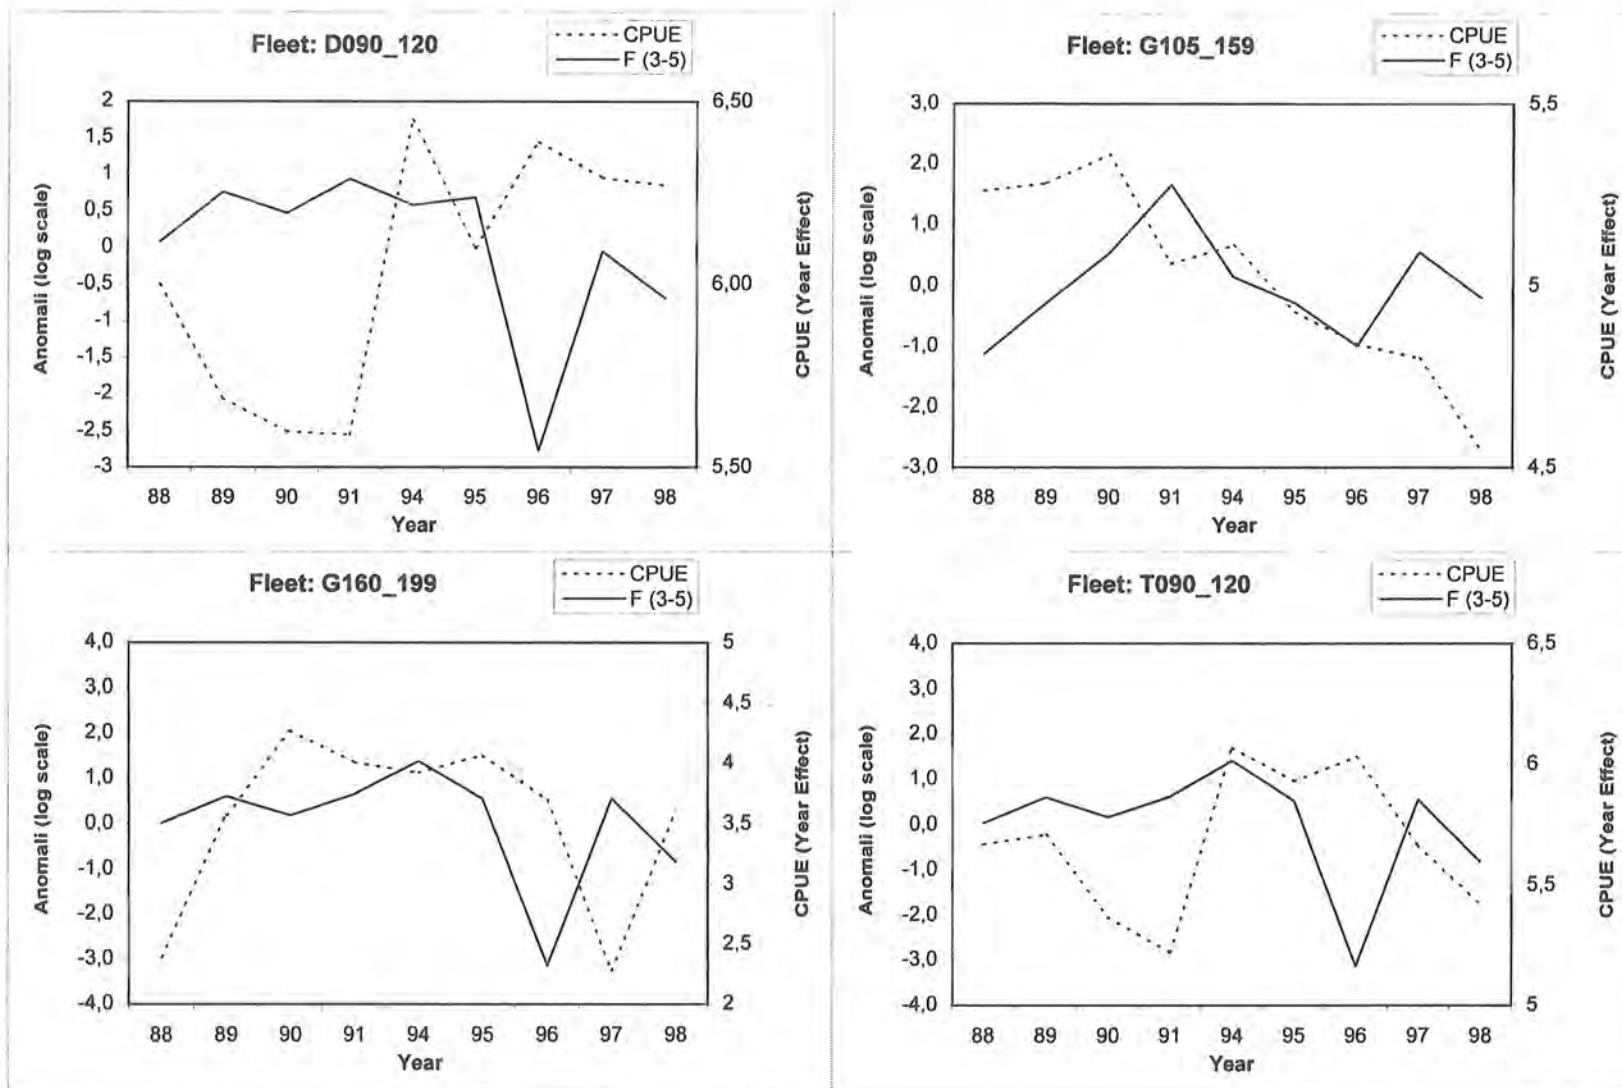 Fleet: D090_120
CPUE
F (3-5)
Anomali (log scale)
2
1,5
1
0,5
0
-0,5
-1
-1,5
-2
-2,5
-3
6,50
6,00
5,50
CPUE (Year Effect)
88 89 90 91 94 95 96 97 98
Year
Fleet: G105_159
CPUE
F (3-5)
Anomali (log scale)
3,0
2,0
1,0
0,0
-1,0
-2,0
-3,0
5,5
5
4,5
CPUE (Year Effect)
88 89 90 91 94 95 96 97 98
Year
Fleet: G160_199
CPUE
F (3-5)
Anomali (log scale)
4,0
3,0
2,0
1,0
0,0
-1,0
-2,0
-3,0
-4,0
5
4,5
4
3,5
3
2,5
2
CPUE (Year Effect)
88 89 90 91 94 95 96 97 98
Year
Fleet: T090_120
CPUE
F (3-5)
Anomali (log scale)
4,0
3,0
2,0
1,0
0,0
-1,0
-2,0
-3,0
-4,0
6,5
6
5,5
5
CPUE (Year Effect)
88 89 90 91 94 95 96 97 98
Year